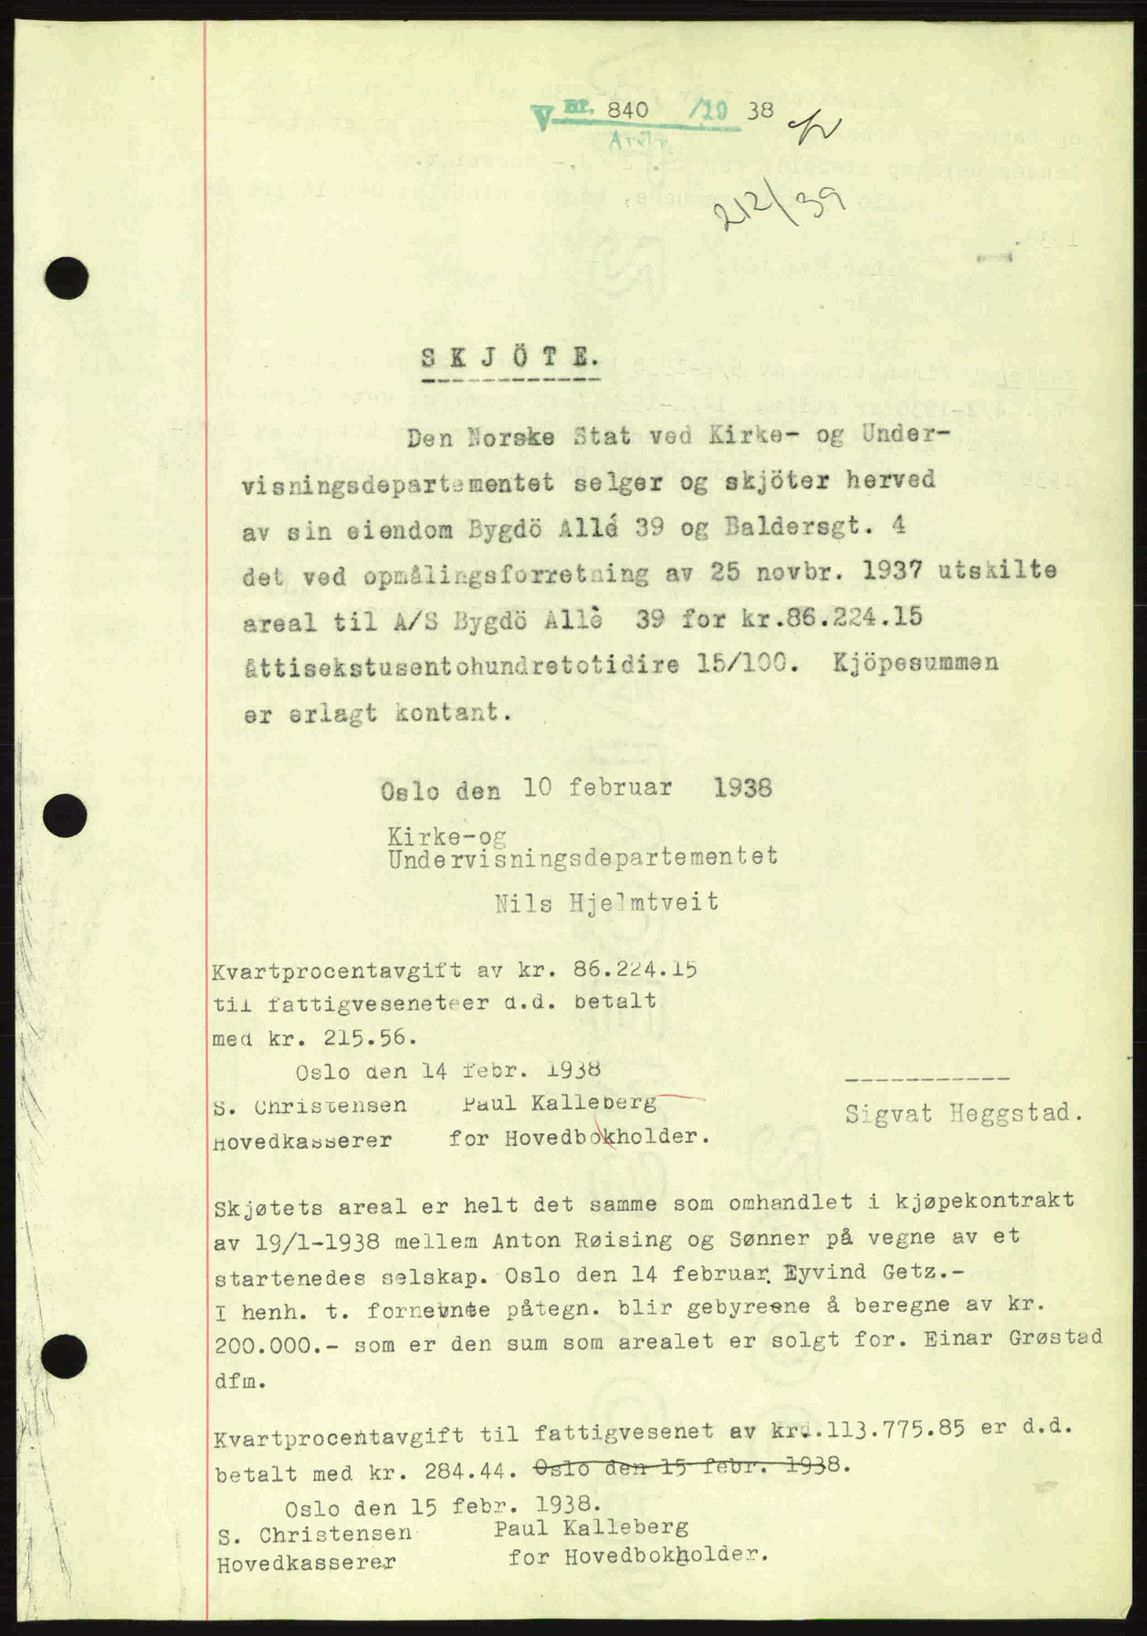 Nr. 840 /19 38
212/39
SKJÖTE.
Den Norske Stat ved Kirke- og Under-
visningsdepartementet selger og skjöter herved
av sin eiendom Bygdö Allé 39 og Baldersgt. 4
det ved opmålingsforretning av 25 novbr. 1937 utskilte
areal til A/S Bygdö Allè 39 for kr.86.224.15
åttisekstusentohundretotidire 15/100. Kjöpesummen
er erlagt kontant.
Oslo den 10 februar 1938
Kirke-og
Undervisningsdepartementet
Nils Hjelmtveit
Kvartprocentavgift av kr. 86.224.15
til fattigvesenet er d.d. betalt
med kr. 215.56.
Oslo den 14 febr. 1938
S. Christensen Paul Kalleberg
Hovedkasserer for Hovedbokholder.
Sigvat Heggstad.
Skjøtets areal er helt det samme som omhandlet i kjøpekontrakt
av 19/1-1938 mellem Anton Røising og Sønner på vegne av et
startenedes selskap. Oslo den 14 februar. Eyvind Getz.-
I henh. t. fornevnte påtegn. blir gebyrene å beregne av kr.
200.000.- som er den sum som arealet er solgt for. Einar Grøstad
dfm.
Kvartprocentavgift til fattigvesenet av kr..113.775.85 er d.d.
betalt med kr. 284.44. Oslo den 15 febr. 1938.
Oslo den 15 febr. 1938.
S. Christensen Paul Kalleberg
Hovedkasserer for Hovedbokholder.